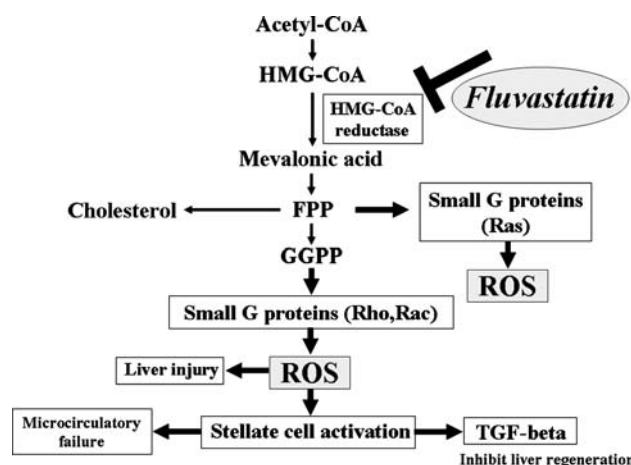 Acetyl-CoA
HMG-CoA
Fluvastatin
HMG-CoA
reductase
Mevalonic acid
Cholesterol
FPP
Small G proteins
(Ras)
GGPP
ROS
Small G proteins (Rho,Rac)
Liver injury
ROS
Microcirculatory
failure
Stellate cell activation
TGF-beta
Inhibit liver regeneration